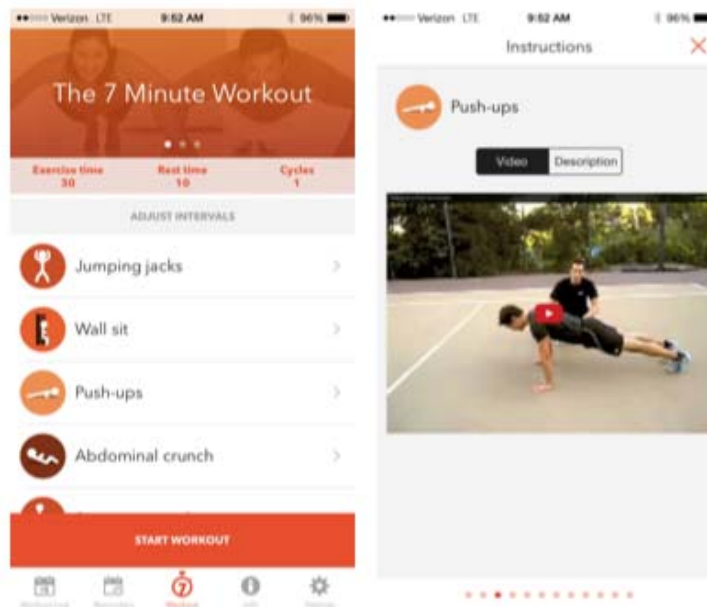 Verizon LTE 9:52 AM 96%
The 7 Minute Workout
Exercise time Rest time Cycles
30 10 1
ADJUST INTERVALS
Jumping jacks
Wall sit
Push-ups
Abdominal crunch
START WORKOUT
Workout
Verizon LTE 9:52 AM 96%
Instructions
Push-ups
Video Description